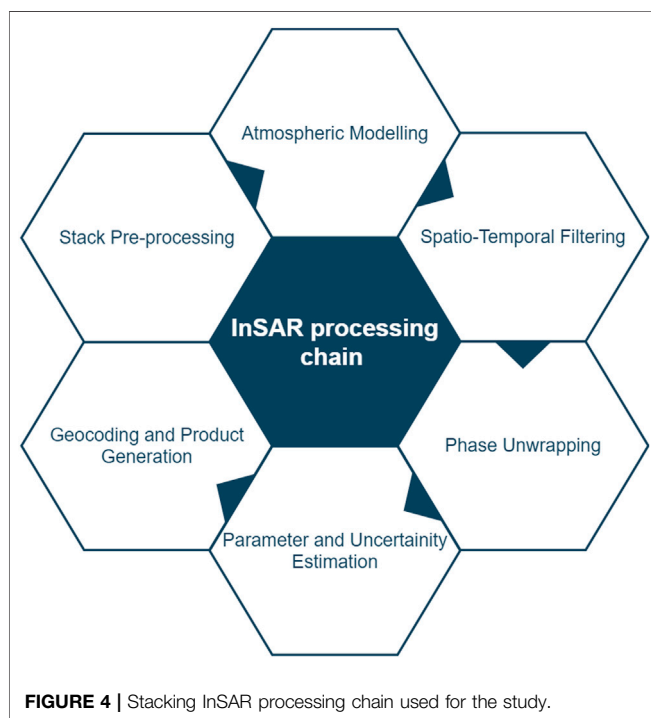 Atmospheric Modelling
Stack Pre-processing
Spatio-Temporal Filtering
InSAR processing
chain
Geocoding and Product
Generation
Phase Unwrapping
Parameter and Uncertainity
Estimation
FIGURE 4 | Stacking InSAR processing chain used for the study.